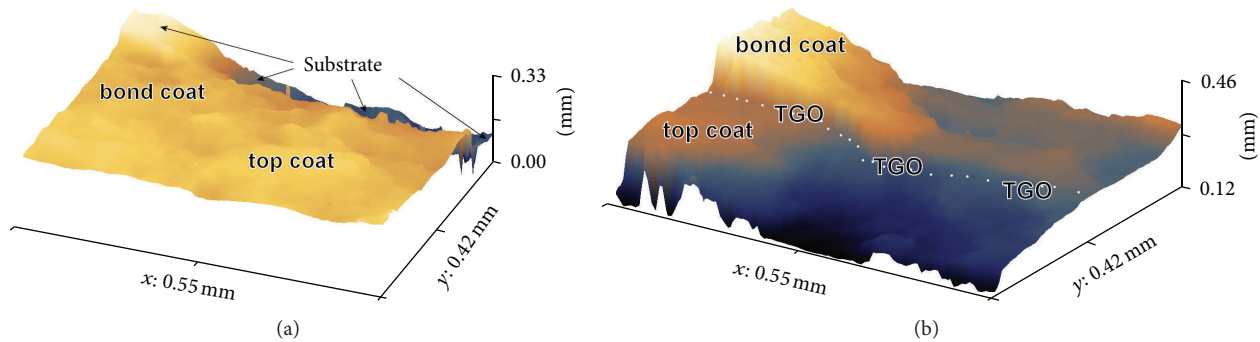 Substrate
bond coat
top coat
0.33
(mm)
0.00
x: 0.55 mm
y: 0.42 mm
(a)
bond coat
TGO
top coat
TGO
TGO
0.46
(mm)
0.12
x: 0.55 mm
y: 0.42 mm
(b)